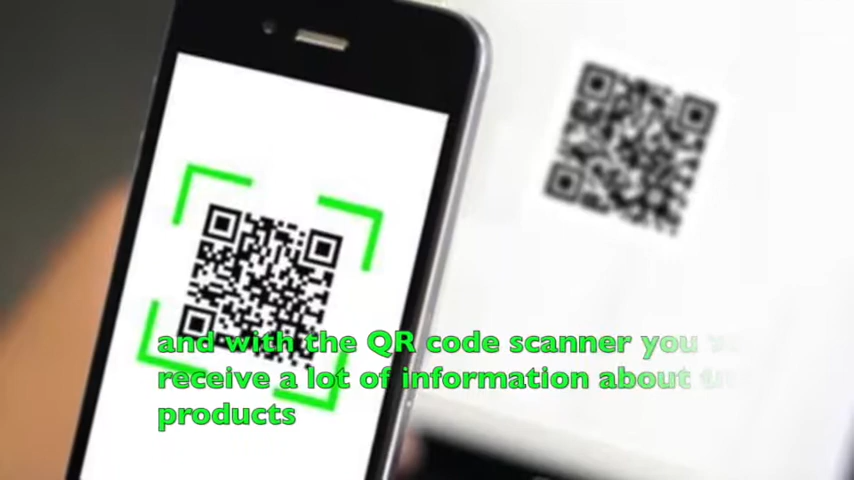 and with the QR code scanner you
receive a lot of information about
products